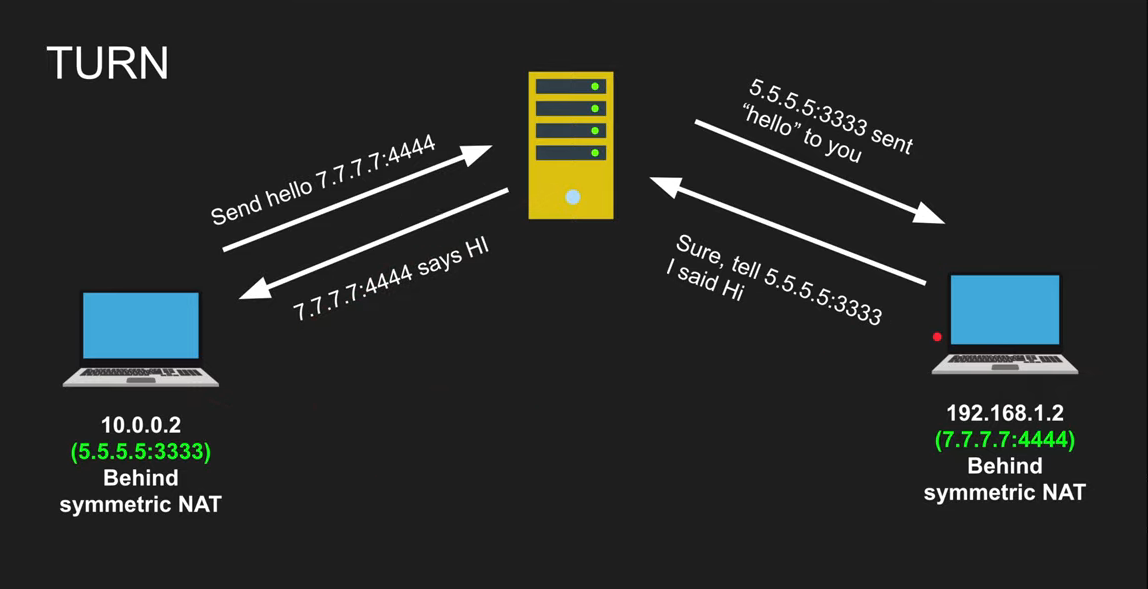 TURN
Send hello 7.7.7.7:4444
7.7.7.7:4444 says HI
5.5.5.5:3333 sent
“hello” to you
Sure, tell 5.5.5.5:3333
I said Hi
10.0.0.2
(5.5.5.5:3333)
Behind
symmetric NAT
192.168.1.2
(7.7.7.7:4444)
Behind
symmetric NAT